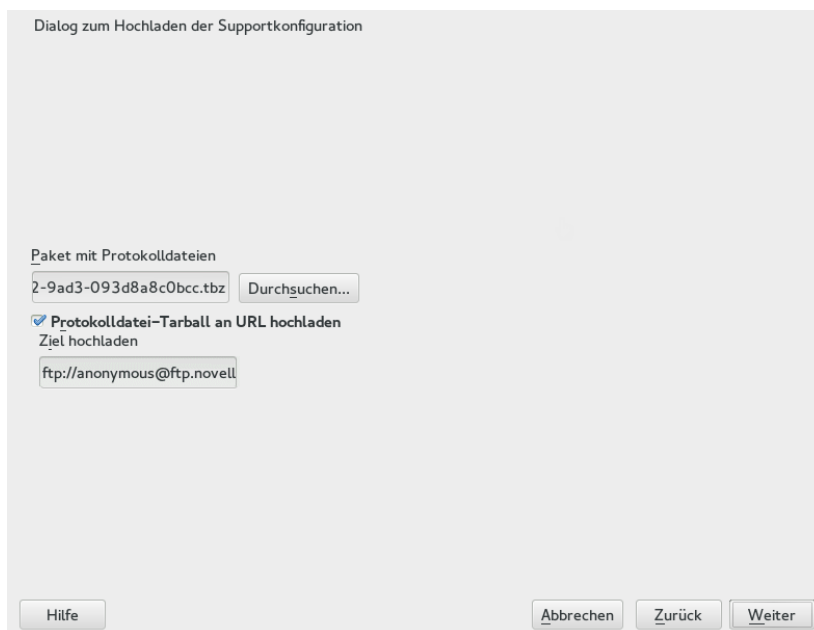 Dialog zum Hochladen der Supportkonfiguration
Paket mit Protokolldateien
2-9ad3-093d8a8c0bcc.tbz Durchsuchen...
Protokolldatei-Tarball an URL hochladen
Ziel hochladen
ftp://anonymous@ftp.novell
Hilfe Abbrechen Zurück Weiter